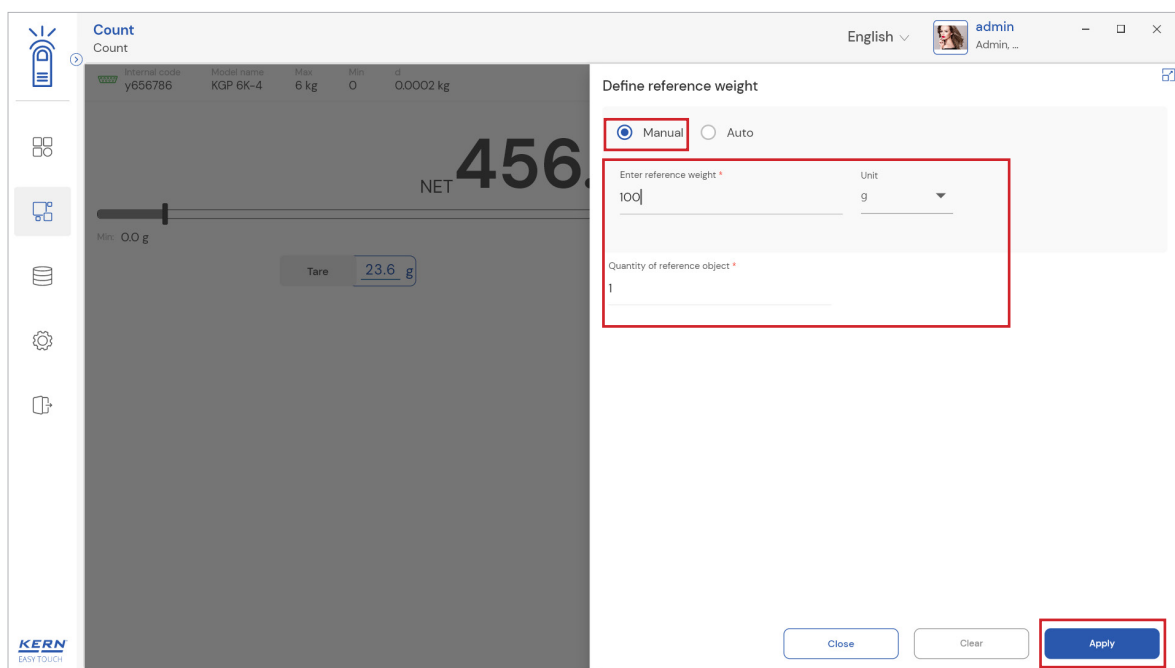 Count
Count
English
admin
Admin, ...
Internal code
Model name
Max
Min
d
y656786
KGP 6K-4
6 kg
0
0.0002 kg
NET 456.
Min: 0.0 g
Tare 23.6 g
Define reference weight
Manual
Auto
Enter reference weight *
Unit
100
g
Quantity of reference object *
1
Close
Clear
Apply
KERN
EASY TOUCH